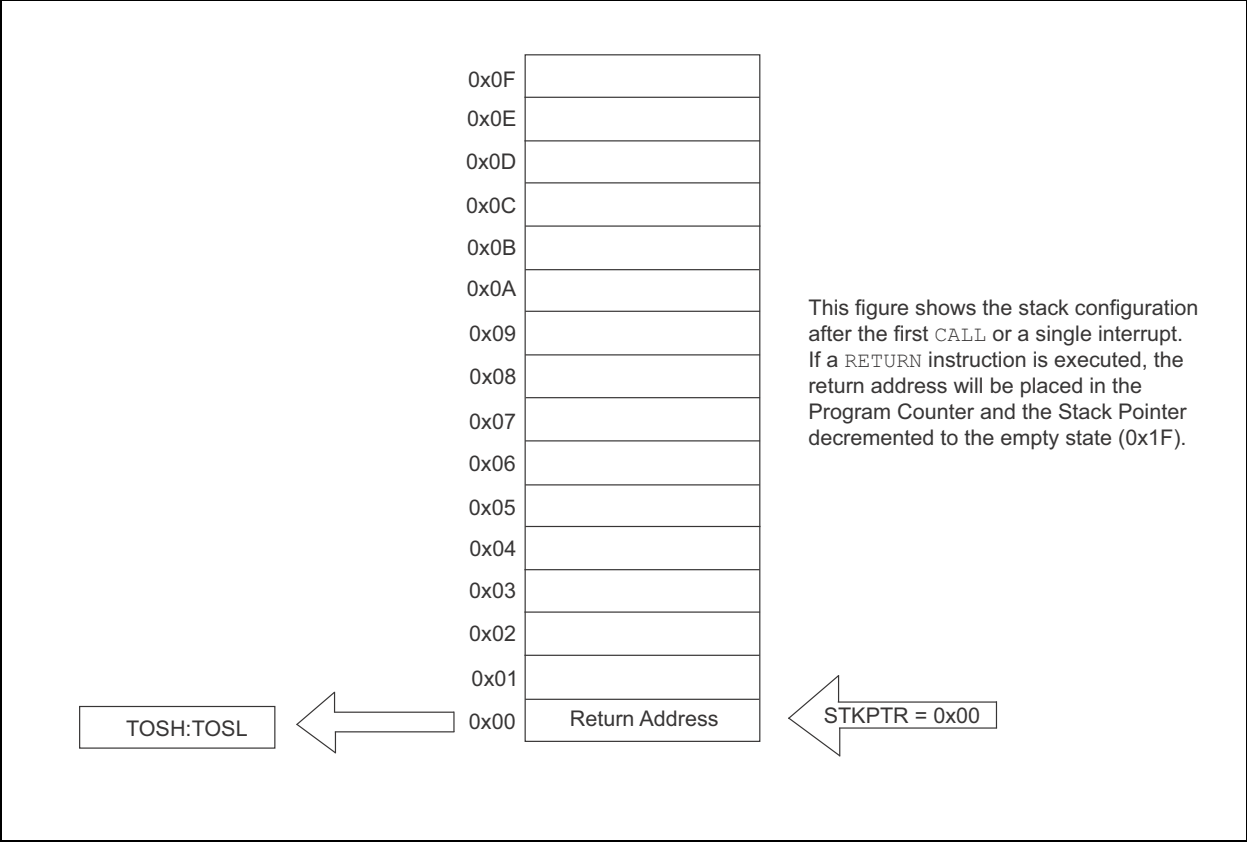 0x0F
0x0E
0x0D
0x0C
0x0B
0x0A
0x09
0x08
0x07
0x06
0x05
0x04
0x03
0x02
0x01
0x00
Return Address
TOSH:TOSL
STKPTR = 0x00
This figure shows the stack configuration
after the first CALL or a single interrupt.
If a RETURN instruction is executed, the
return address will be placed in the
Program Counter and the Stack Pointer
decremented to the empty state (0x1F).